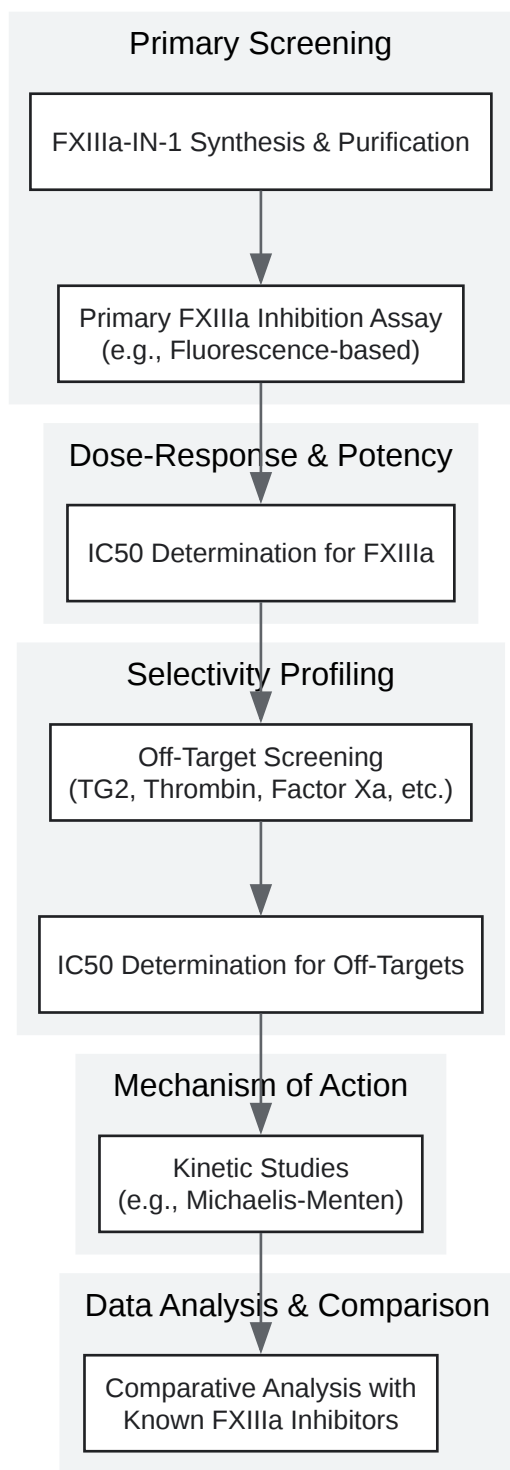 Primary Screening
FXIIIa-IN-1 Synthesis & Purification
Primary FXIIIa Inhibition Assay
(e.g., Fluorescence-based)
Dose-Response & Potency
IC50 Determination for FXIIIa
Selectivity Profiling
Off-Target Screening
(TG2, Thrombin, Factor Xa, etc.)
IC50 Determination for Off-Targets
Mechanism of Action
Kinetic Studies
(e.g., Michaelis-Menten)
Data Analysis & Comparison
Comparative Analysis with
Known FXIIIa Inhibitors